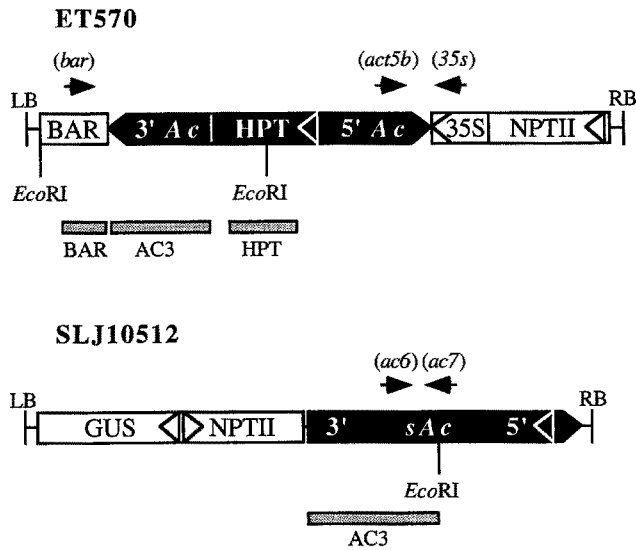 ET570
(bar) (act5b) (35s)
LB RB
BAR 3' Ac HPT 5' Ac 35S NPTII
EcoRI EcoRI
BAR AC3 HPT
SLJ10512
(ac6) (ac7)
LB RB
GUS NPTII 3' sAc 5'
EcoRI
AC3